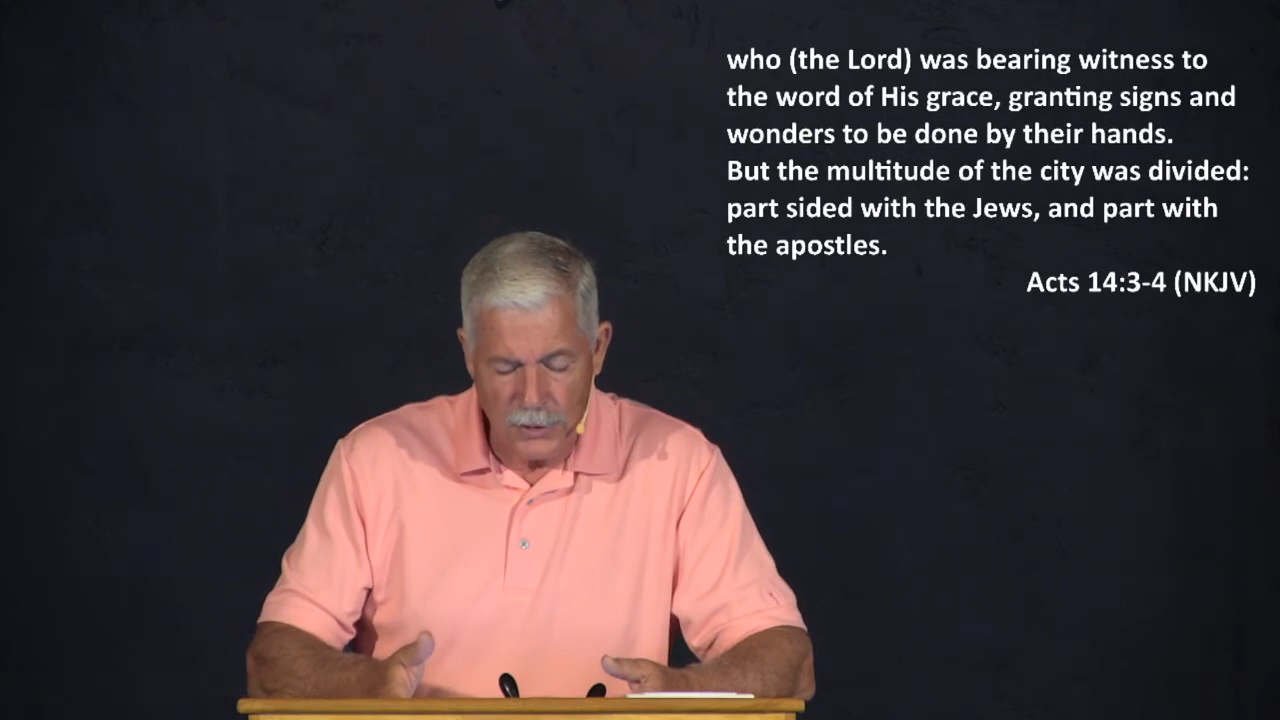 who (the Lord) was bearing witness to
the word of His grace, granting signs and
wonders to be done by their hands.
But the multitude of the city was divided:
part sided with the Jews, and part with
the apostles.
Acts 14:3-4 (NKJV)